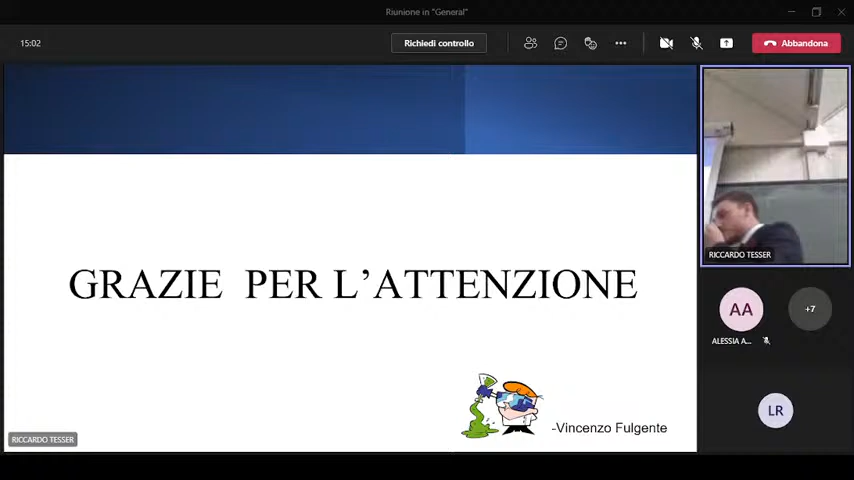 Riunione in "General"
15:02
Richiedi controllo
Abbandona
GRAZIE PER L'ATTENZIONE
-Vincenzo Fulgente
RICCARDO TESSER
RICCARDO TESSER
AA
+7
ALESSIA A...
LR